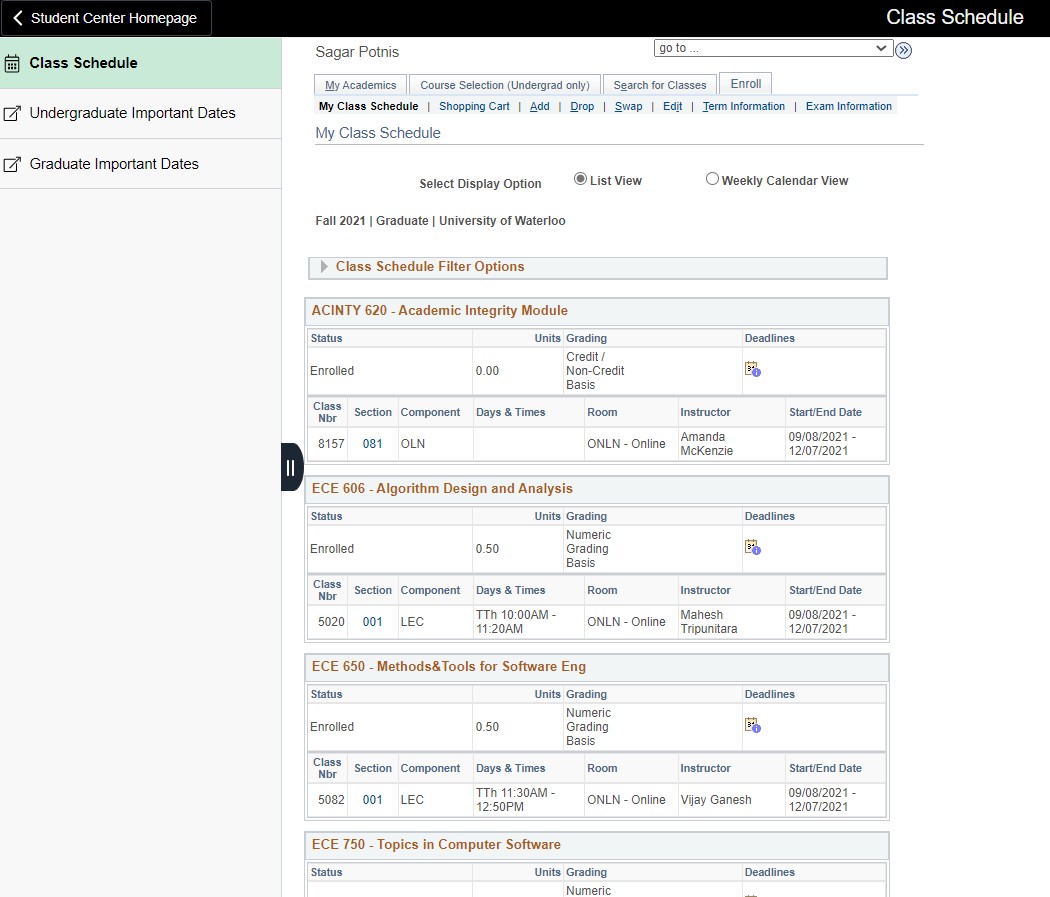 Student Center Homepage
Class Schedule
Class Schedule
Undergraduate Important Dates
Graduate Important Dates
Sagar Potnis
go to ...
My Academics
Course Selection (Undergrad only)
Search for Classes
Enroll
My Class Schedule | Shopping Cart | Add | Drop | Swap | Edit | Term Information | Exam Information
My Class Schedule
Select Display Option List View Weekly Calendar View
Fall 2021 | Graduate | University of Waterloo
Class Schedule Filter Options
ACINTY 620 - Academic Integrity Module
Status Units Grading Deadlines
Enrolled 0.00 Credit /
Non-Credit
Basis
Class
Nbr Section Component Days & Times Room Instructor Start/End Date
8157 081 OLN ONLN - Online Amanda
McKenzie 09/08/2021 -
12/07/2021
ECE 606 - Algorithm Design and Analysis
Status Units Grading Deadlines
Enrolled 0.50 Numeric
Grading
Basis
Class
Nbr Section Component Days & Times Room Instructor Start/End Date
5020 001 LEC TTh 10:00AM -
11:20AM ONLN - Online Mahesh
Tripunitara 09/08/2021 -
12/07/2021
ECE 650 - Methods&Tools for Software Eng
Status Units Grading Deadlines
Enrolled 0.50 Numeric
Grading
Basis
Class
Nbr Section Component Days & Times Room Instructor Start/End Date
5082 001 LEC TTh 11:30AM -
12:50PM ONLN - Online Vijay Ganesh 09/08/2021 -
12/07/2021
ECE 750 - Topics in Computer Software
Status Units Grading Deadlines
Numeric